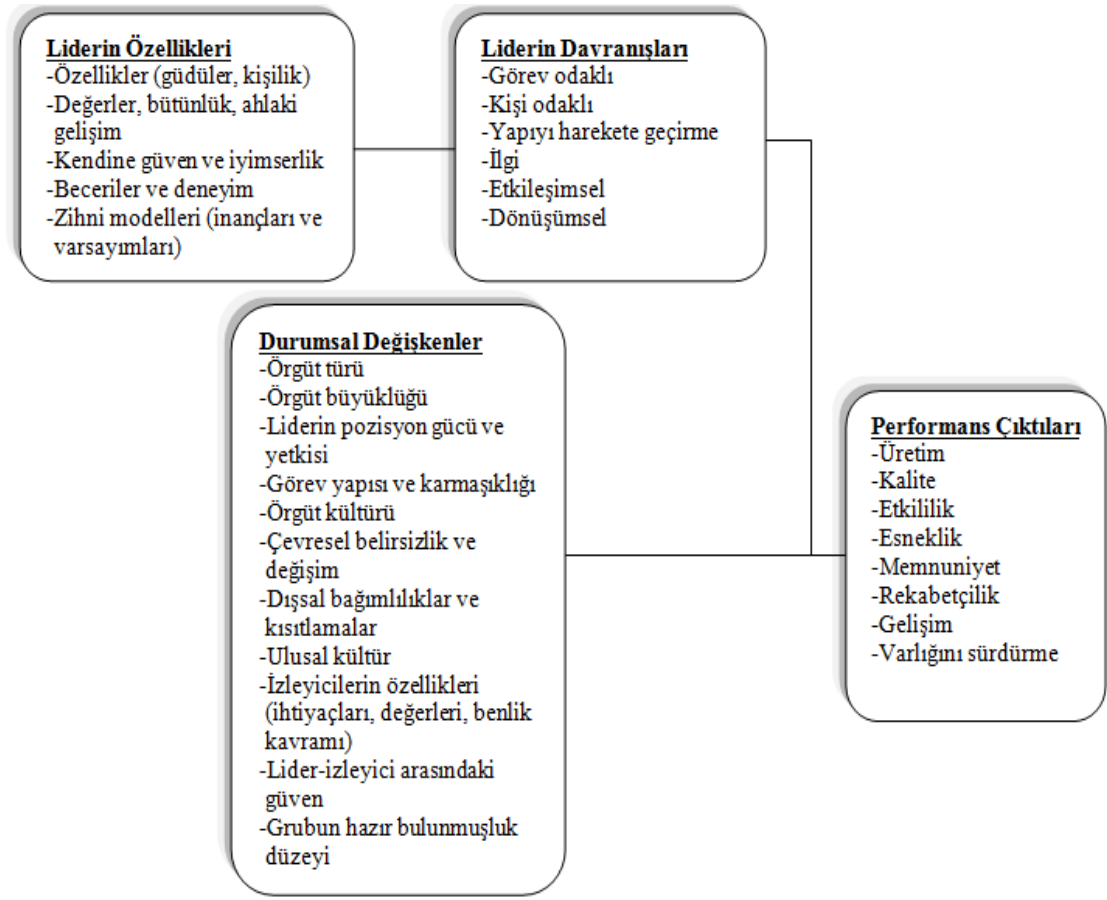 Liderin Özellikleri
-Özellikler (güdüler, kişilik)
-Değerler, bütünlük, ahlaki
gelişim
-Kendine güven ve iyimserlik
-Beceriler ve deneyim
-Zihni modelleri (inançları ve
varsayımları)
Liderin Davranışları
-Görev odaklı
-Kişi odaklı
-Yapıyı harekete geçirme
-İlgi
-Etkileşimsel
-Dönüşümsel
Durumsal Değişkenler
-Örgüt türü
-Örgüt büyüklüğü
-Liderin pozisyon gücü ve
yetkisi
-Görev yapısı ve karmaşıklığı
-Örgüt kültürü
-Çevresel belirsizlik ve
değişim
-Dışsal bağımlılıklar ve
kısıtlamalar
-Ulusal kültür
-İzleyicilerin özellikleri
(ihtiyaçları, değerleri, benlik
kavramı)
-Lider-izleyici arasındaki
güven
-Grubun hazır bulunmuşluk
düzeyi
Performans Çıktıları
-Üretim
-Kalite
-Etkililik
-Esneklik
-Memnuniyet
-Rekabetçilik
-Gelişim
-Varlığını sürdürme